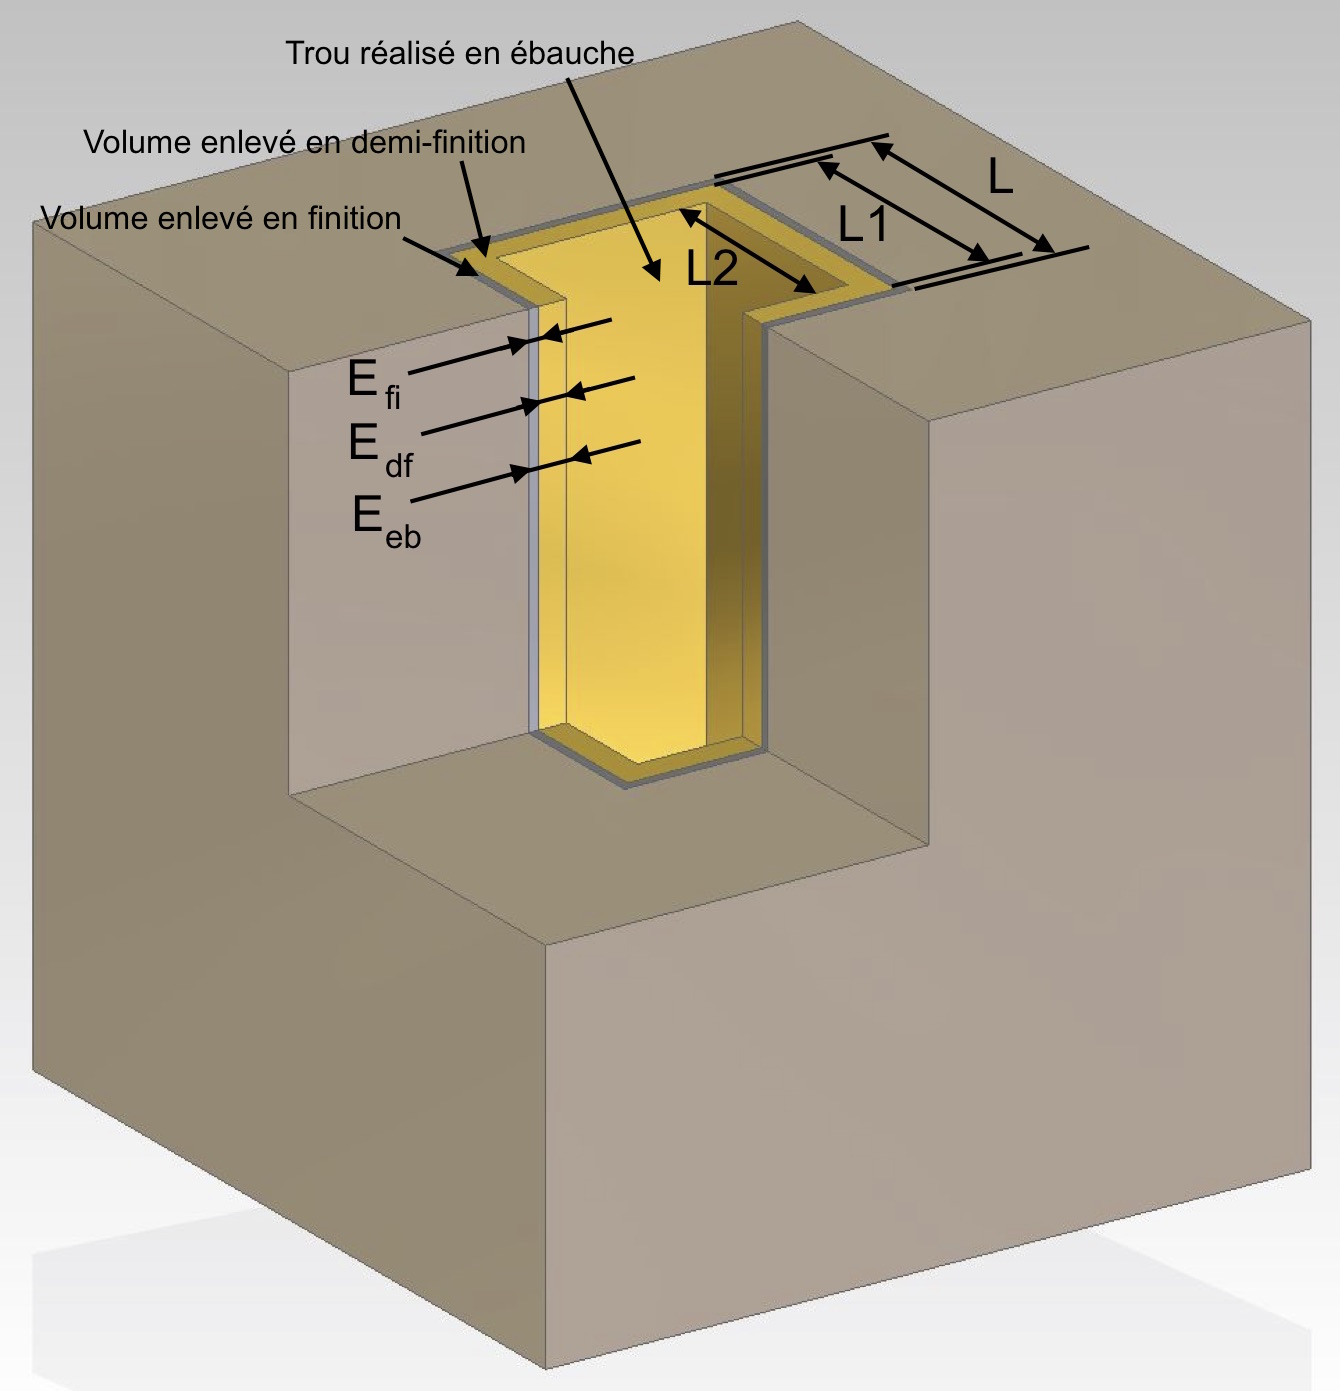 Trou réalisé en ébauche
Volume enlevé en demi-finition
Volume enlevé en finition
L
L1
L2
E fi
E df
E eb